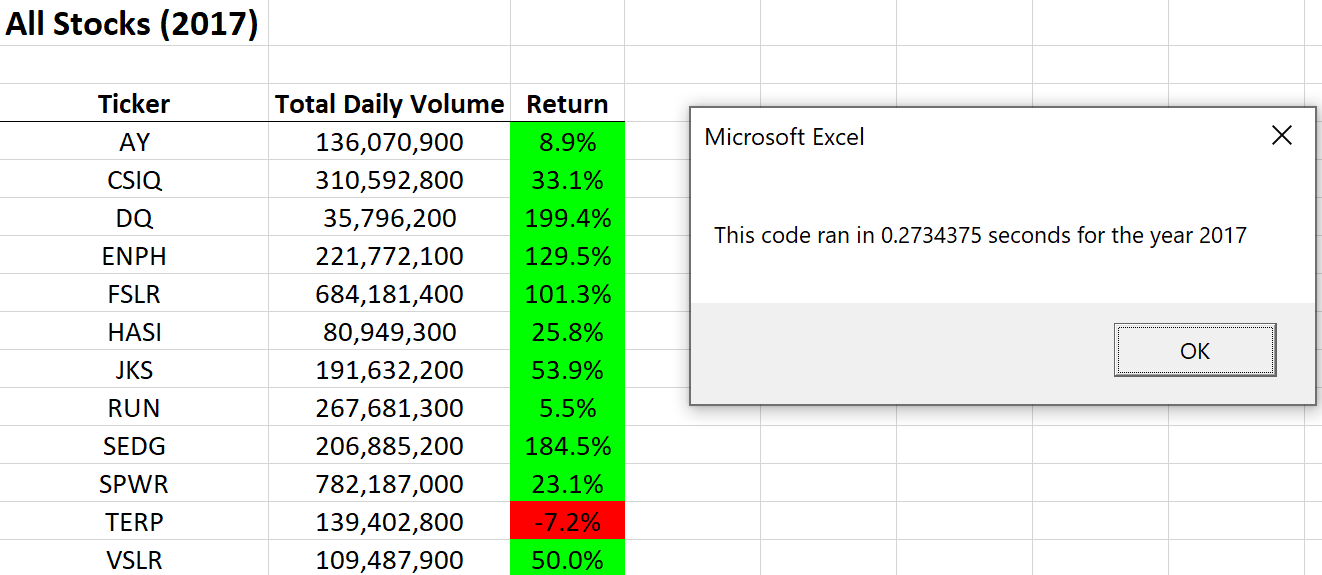 All Stocks (2017)
Ticker Total Daily Volume Return
AY 136,070,900 8.9%
CSIQ 310,592,800 33.1%
DQ 35,796,200 199.4%
ENPH 221,772,100 129.5%
FSLR 684,181,400 101.3%
HASI 80,949,300 25.8%
JKS 191,632,200 53.9%
RUN 267,681,300 5.5%
SEDG 206,885,200 184.5%
SPWR 782,187,000 23.1%
TERP 139,402,800 -7.2%
VSLR 109,487,900 50.0%
Microsoft Excel
This code ran in 0.2734375 seconds for the year 2017
OK